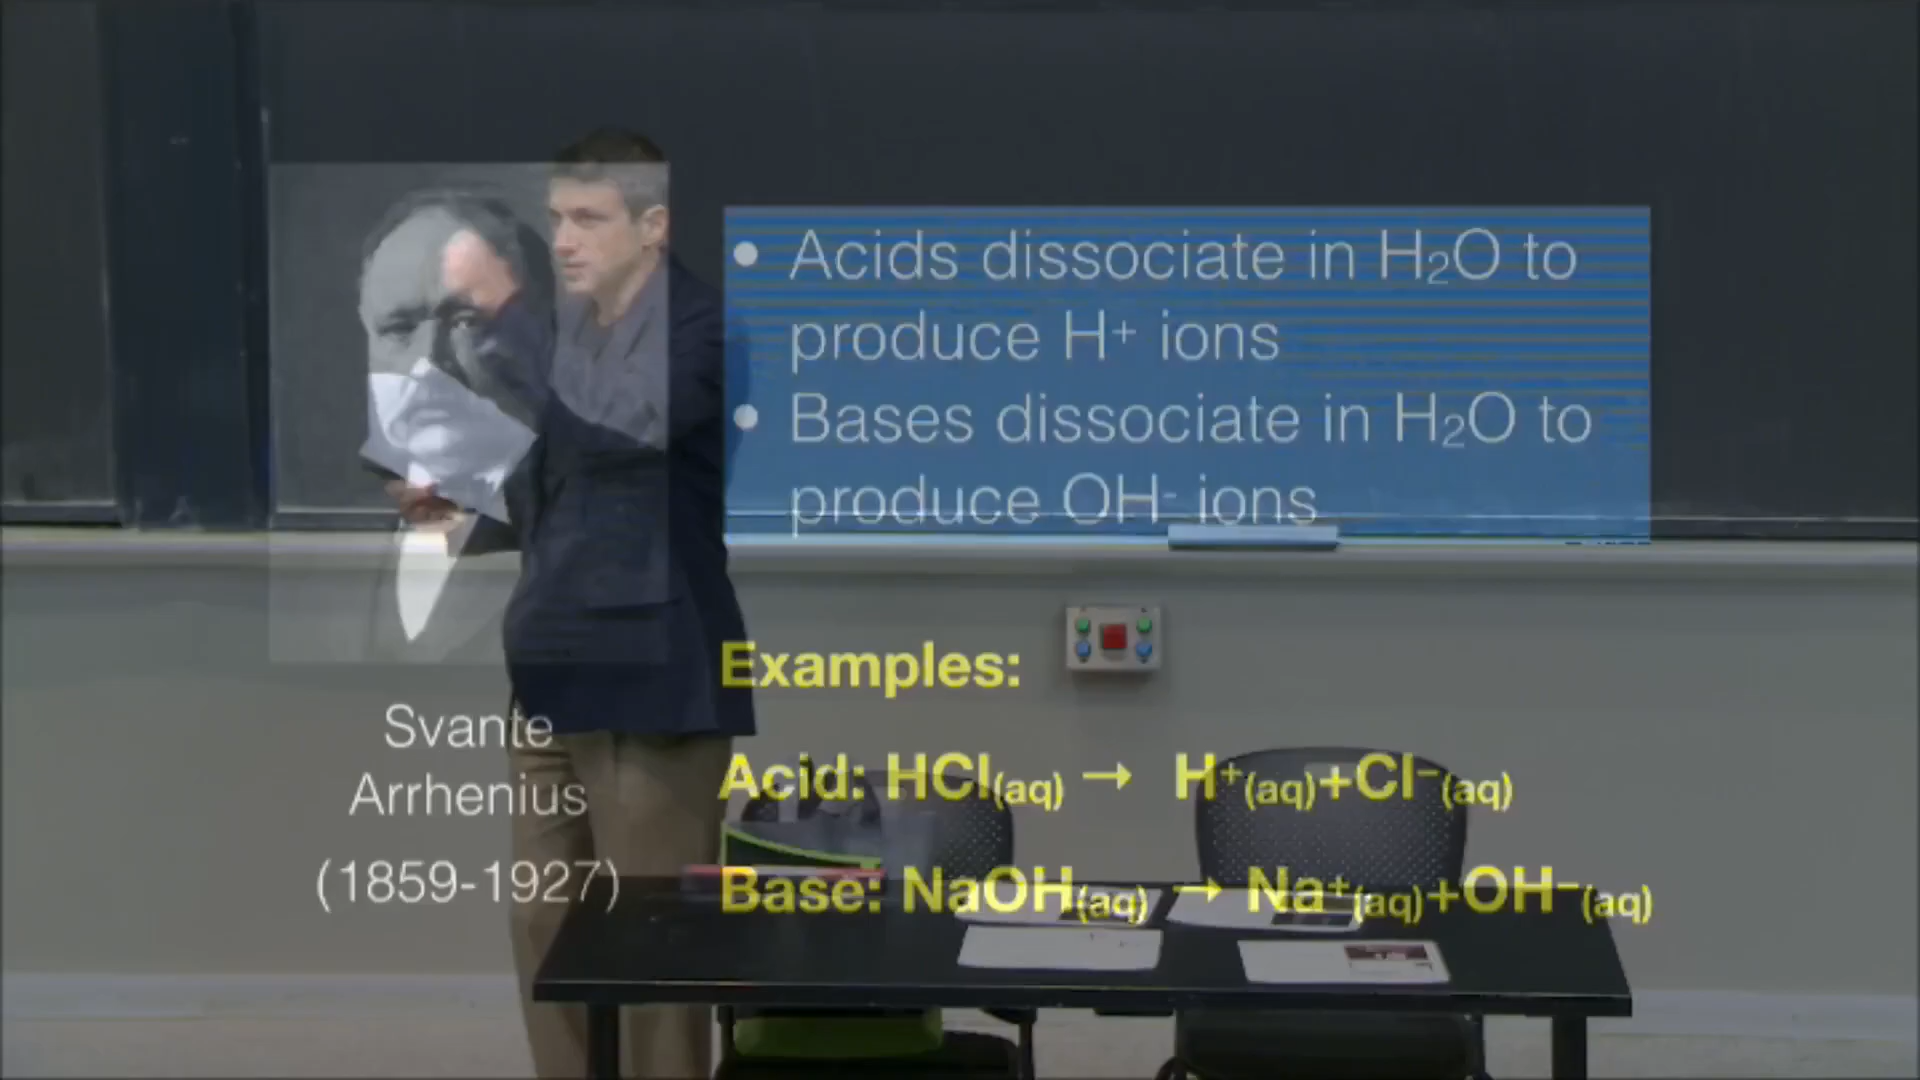 • Acids dissociate in H₂O to
produce H⁺ ions
• Bases dissociate in H₂O to
produce OH⁻ ions
Examples:
Acid: HCl(aq) → H⁺(aq)+Cl⁻(aq)
Base: NaOH(aq) → Na⁺(aq)+OH⁻(aq)
Svante
Arrhenius
(1859-1927)